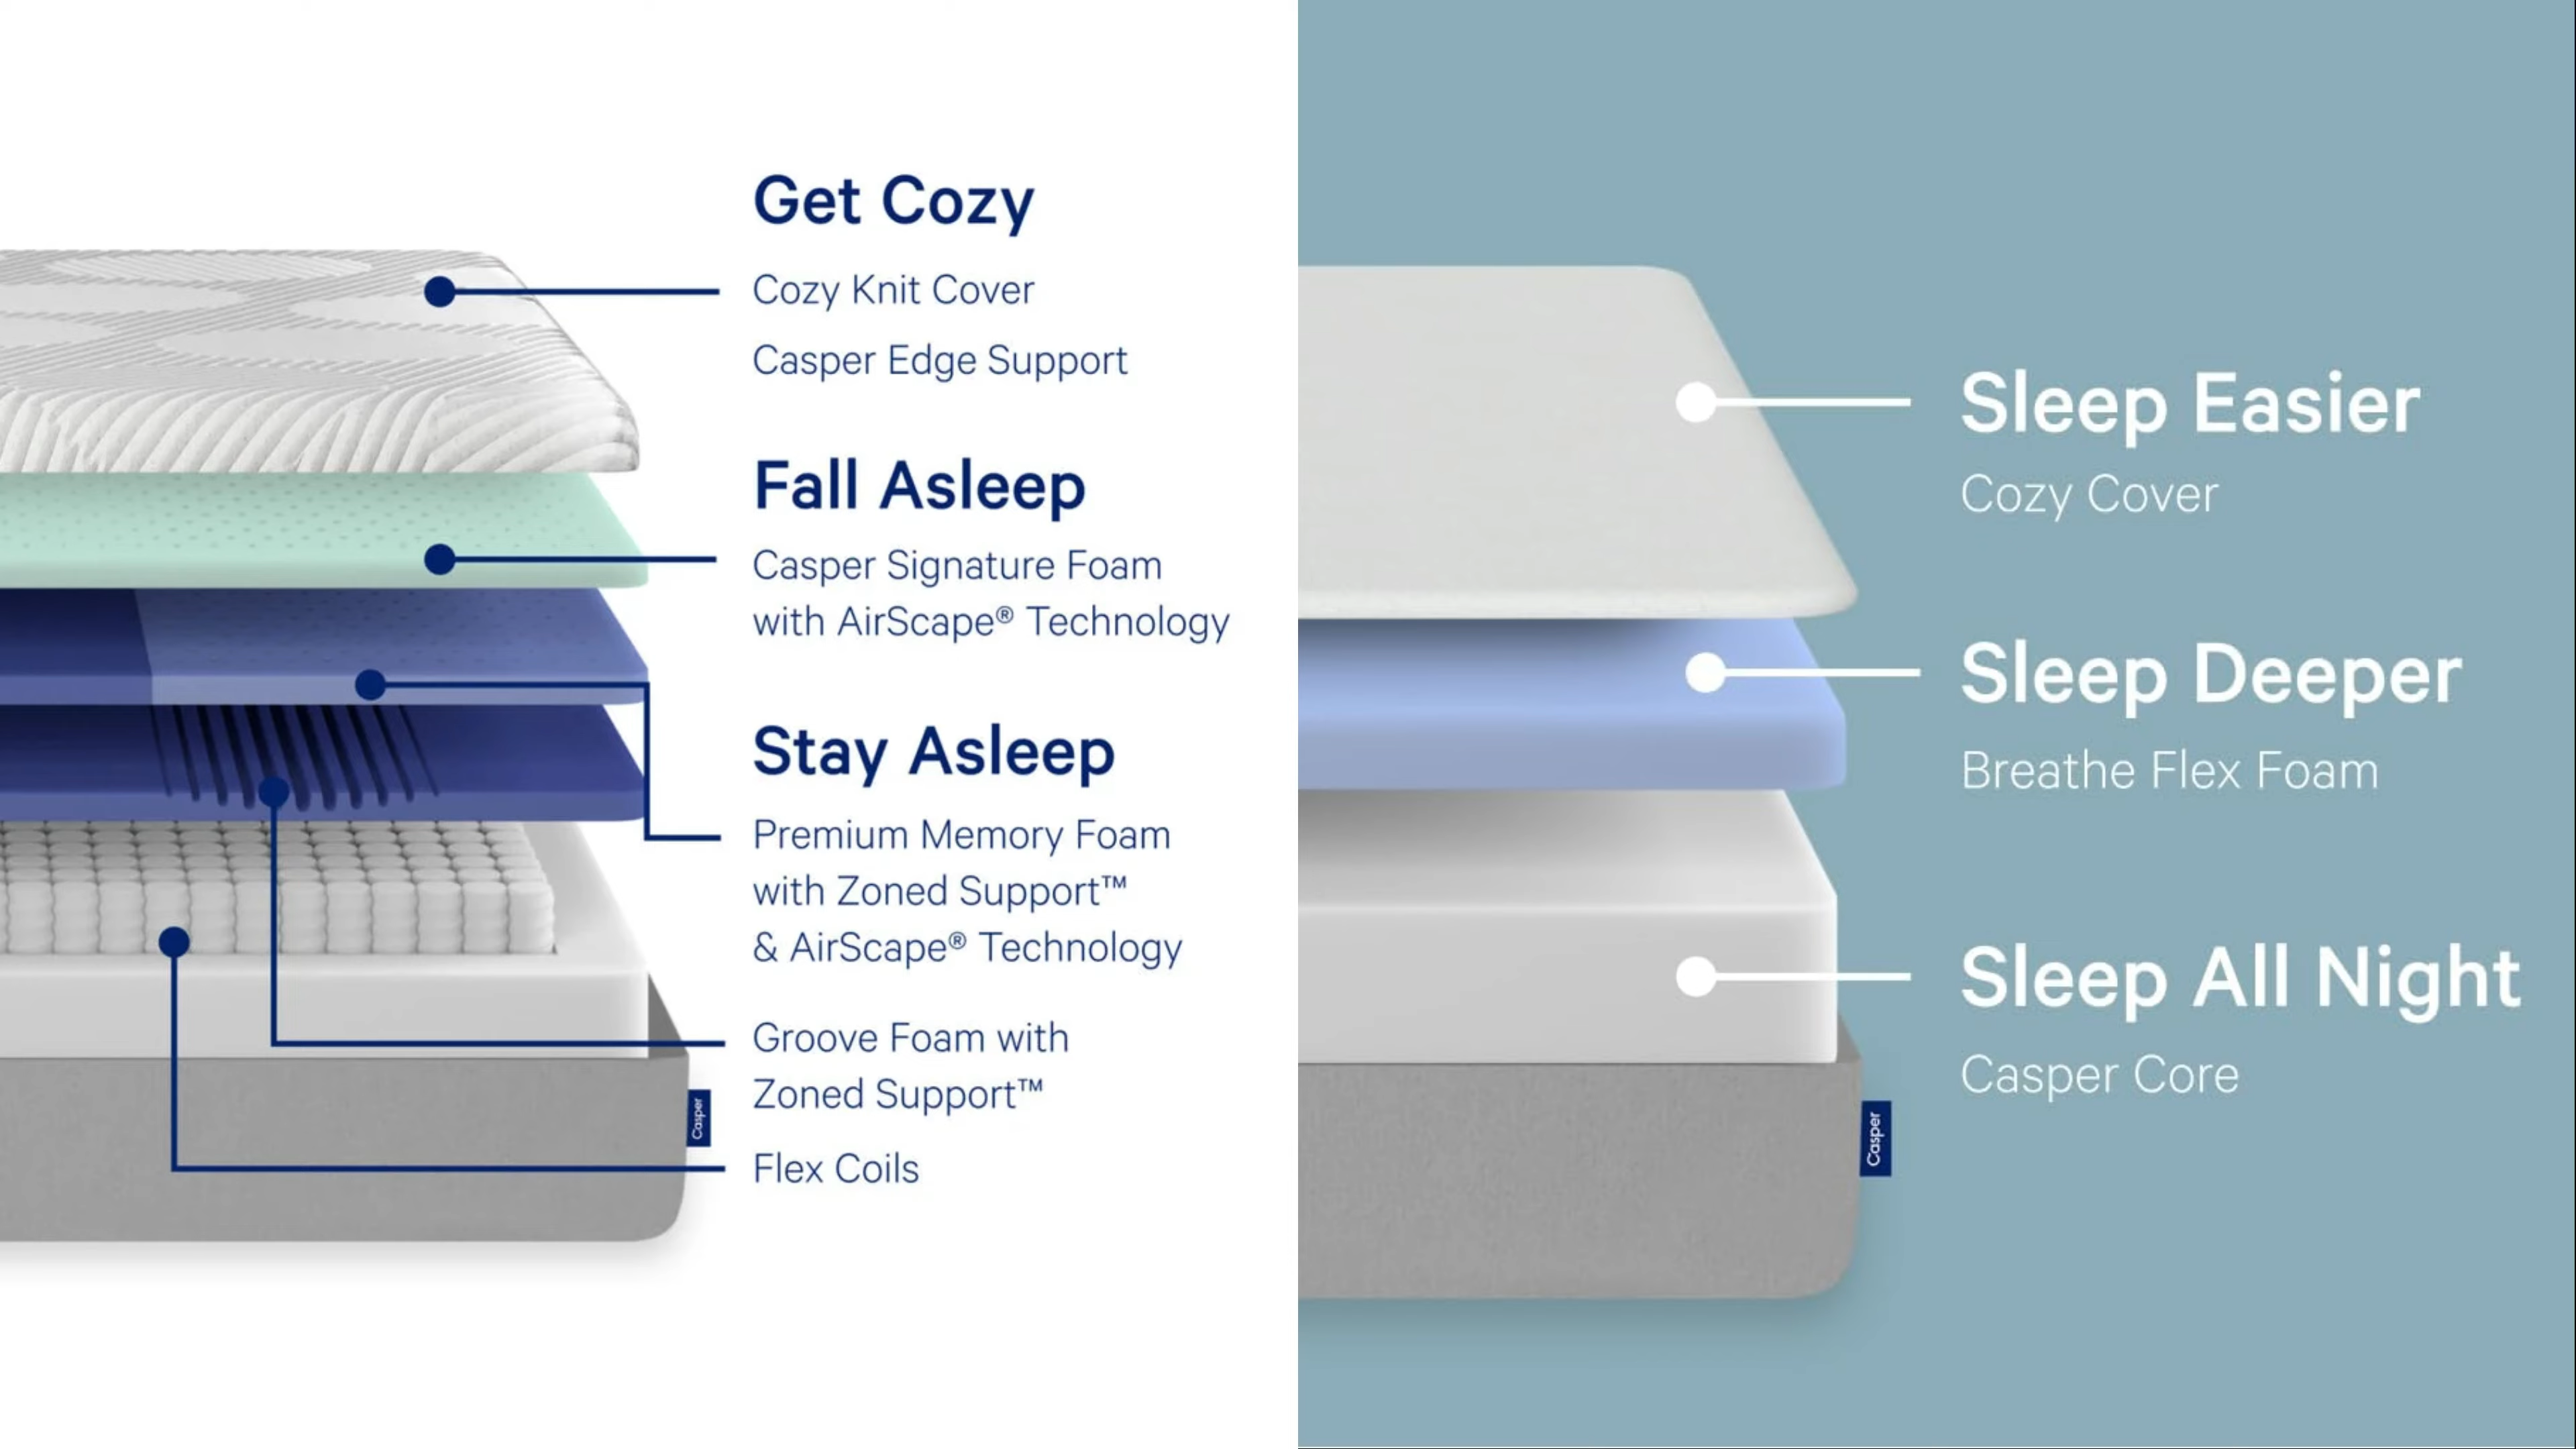 Get Cozy
Cozy Knit Cover
Casper Edge Support
Fall Asleep
Casper Signature Foam
with AirScape® Technology
Stay Asleep
Premium Memory Foam
with Zoned Support™
& AirScape® Technology
Groove Foam with
Zoned Support™
Flex Coils
Casper
Sleep Easier
Cozy Cover
Sleep Deeper
Breathe Flex Foam
Sleep All Night
Casper Core
Casper